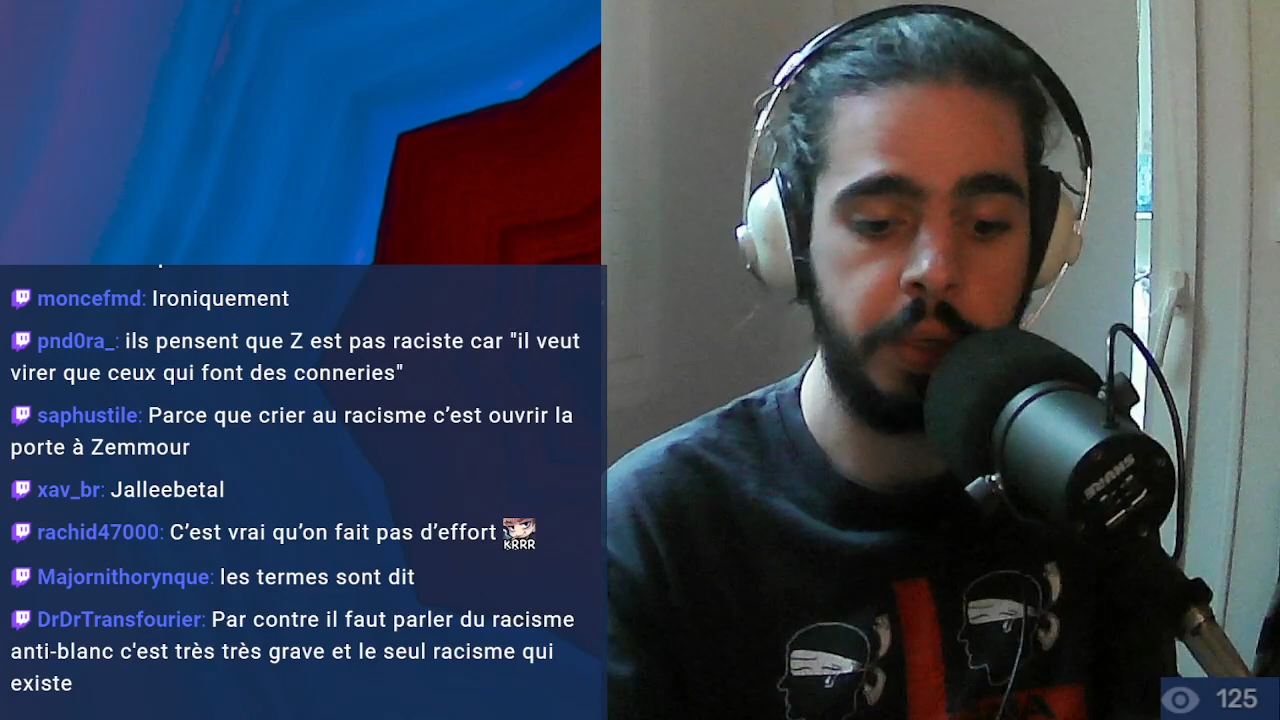 moncefmd: Ironiquement
pnd0ra_: ils pensent que Z est pas raciste car "il veut
virer que ceux qui font des conneries"
saphustile: Parce que crier au racisme c’est ouvrir la
porte à Zemmour
xav_br: Jalleebetal
rachid47000: C’est vrai qu’on fait pas d’effort
KRRR
Majornithorynque: les termes sont dit
DrDrTransfourier: Par contre il faut parler du racisme
anti-blanc c'est très très grave et le seul racisme qui
existe
SHURE
125